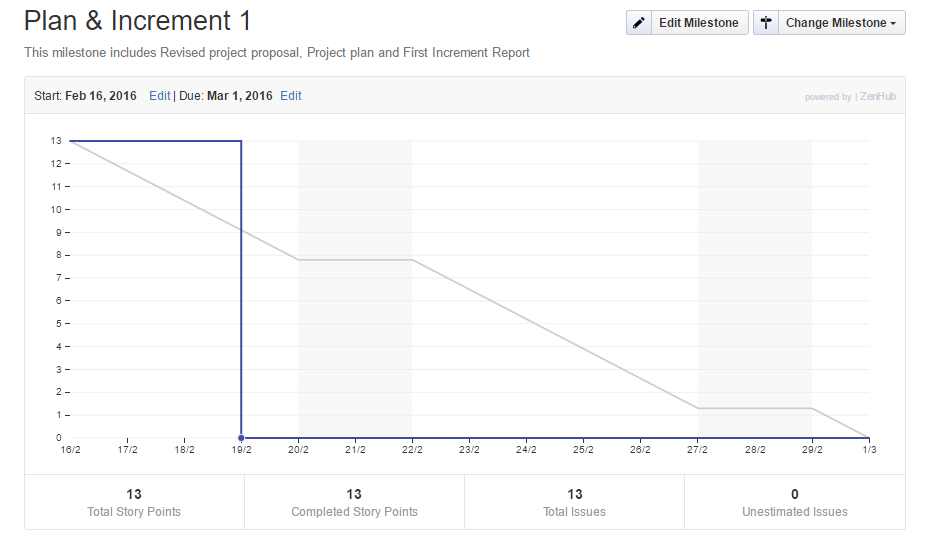 Plan & Increment 1
Edit Milestone
Change Milestone
This milestone includes Revised project proposal, Project plan and First Increment Report
Start: Feb 16, 2016 Edit | Due: Mar 1, 2016 Edit
powered by | ZenHub
13
12
11
10
9
8
7
6
5
4
3
2
1
0
16/2 17/2 18/2 19/2 20/2 21/2 22/2 23/2 24/2 25/2 26/2 27/2 28/2 29/2 1/3
13 13 13 0
Total Story Points Completed Story Points Total Issues Unestimated Issues